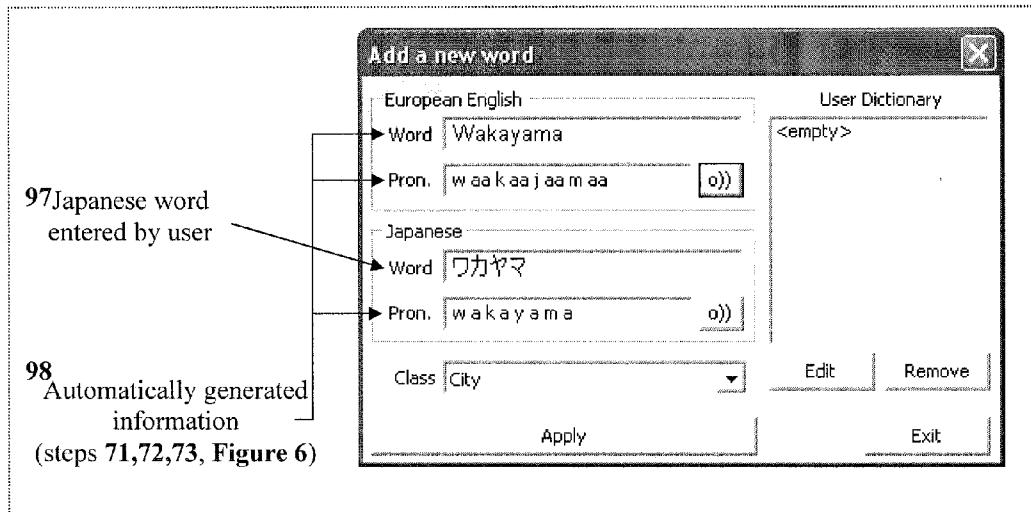 Add a new word
European English
Word Wakayama
Pron. w aa k aa j aa m aa o))
Japanese
Word ワカヤマ
Pron. w a k a y a m a o))
Class City
Apply
User Dictionary
<empty>
Edit Remove
Exit
97 Japanese word
entered by user
98
Automatically generated
information
(steps 71,72,73, Figure 6)